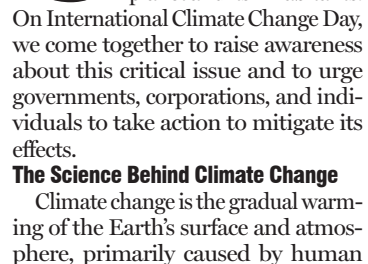 On International Climate Change Day,
we come together to raise awareness
about this critical issue and to urge
governments, corporations, and indi-
viduals to take action to mitigate its
effects.
The Science Behind Climate Change
Climate change is the gradual warm-
ing of the Earth's surface and atmos-
phere, primarily caused by human